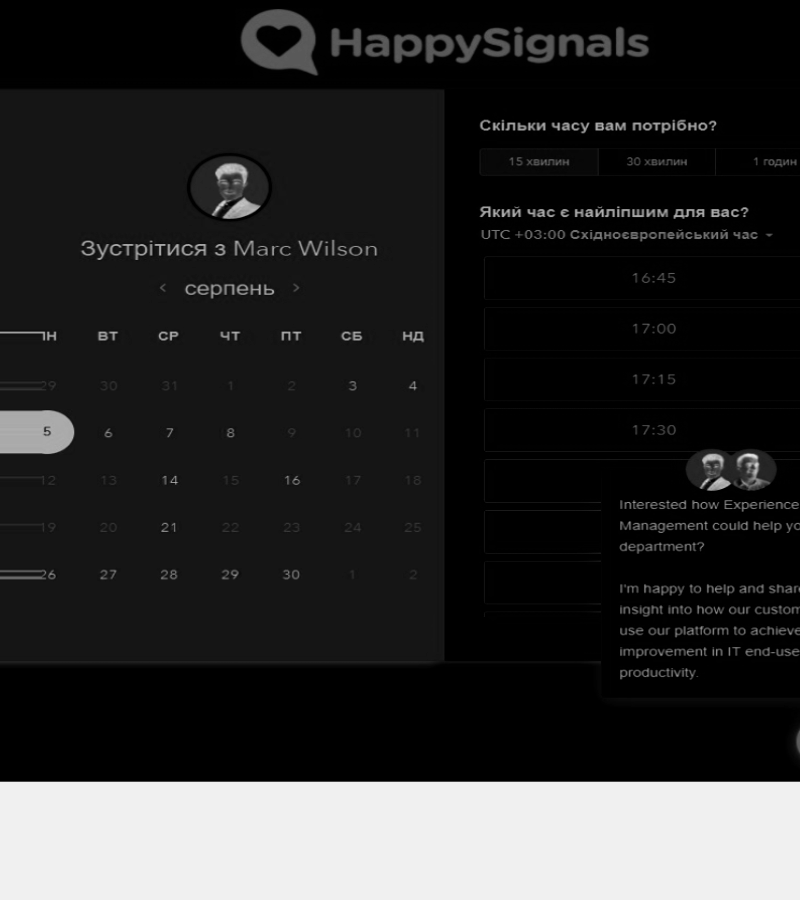 HappySignals
Зустрітися з Marc Wilson
‹ серпень ›
ПН ВТ СР ЧТ ПТ СБ НД
29 30 31 1 2 3 4
5 6 7 8 9 10 11
12 13 14 15 16 17 18
19 20 21 22 23 24 25
26 27 28 29 30 1 2
Скільки часу вам потрібно?
15 хвилин 30 хвилин 1 годин
Який час є найліпшим для вас?
UTC +03:00 Східноєвропейський час
16:45
17:00
17:15
17:30
Interested how Experience
Management could help yo
department?
I'm happy to help and share
insight into how our custom
use our platform to achieve
improvement in IT end-use
productivity.